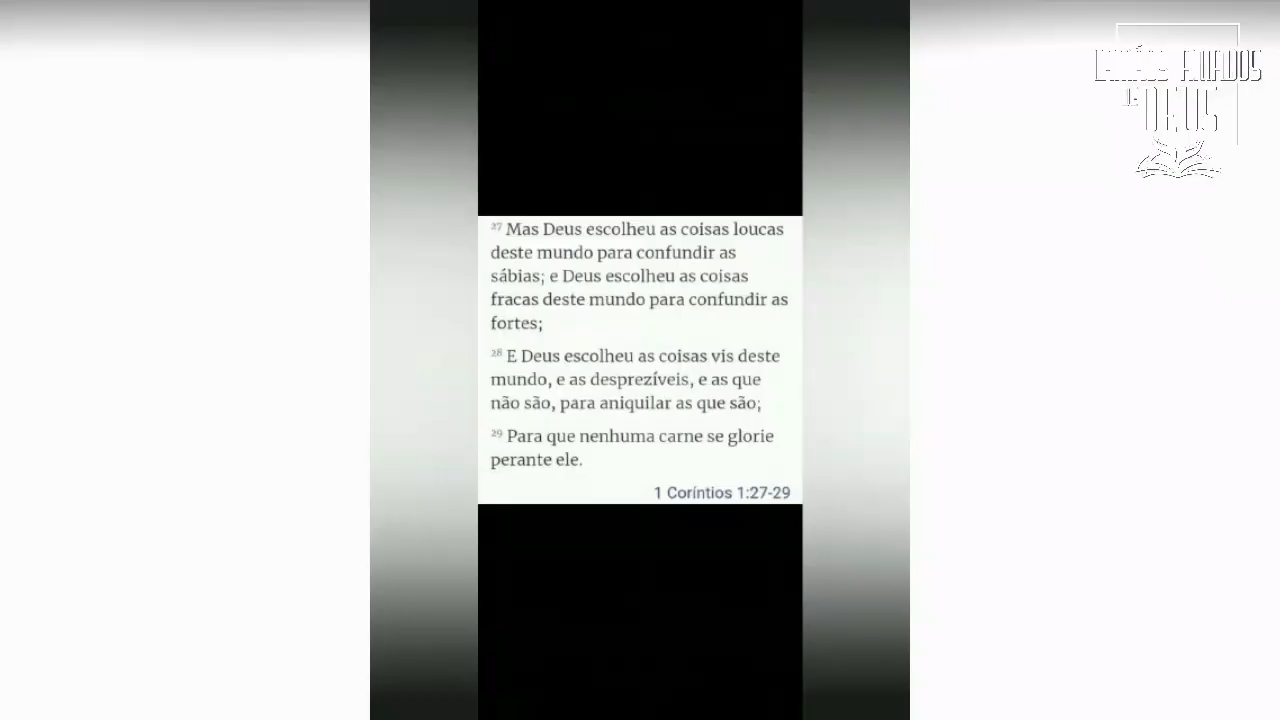 ²⁷ Mas Deus escolheu as coisas loucas
deste mundo para confundir as
sábias; e Deus escolheu as coisas
fracas deste mundo para confundir as
fortes;
²⁸ E Deus escolheu as coisas vis deste
mundo, e as desprezíveis, e as que
não são, para aniquilar as que são;
²⁹ Para que nenhuma carne se glorie
perante ele.
1 Coríntios 1:27-29
DEUS